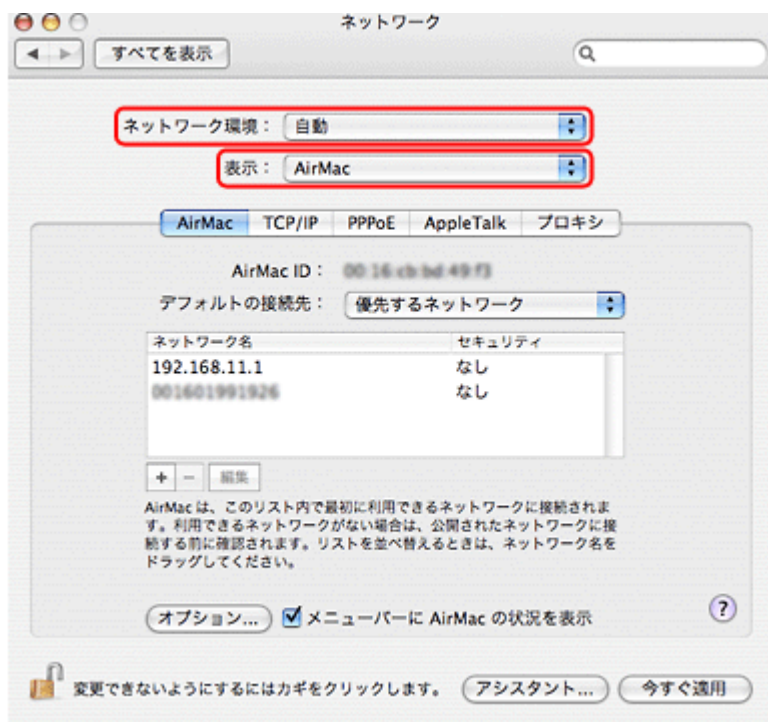 ネットワーク
すべてを表示
ネットワーク環境： 自動
表示： AirMac
AirMac TCP/IP PPPoE AppleTalk プロキシ
AirMac ID：
デフォルトの接続先： 優先するネットワーク
ネットワーク名 セキュリティ
192.168.11.1 なし
なし
+ − 編集
AirMac は、このリスト内で最初に利用できるネットワークに接続されま
す。利用できるネットワークがない場合は、公開されたネットワークに接
続する前に確認されます。リストを並べ替えるときは、ネットワーク名を
ドラッグしてください。
オプション... メニューバーに AirMac の状況を表示 ?
変更できないようにするにはカギをクリックします。 アシスタント... 今すぐ適用